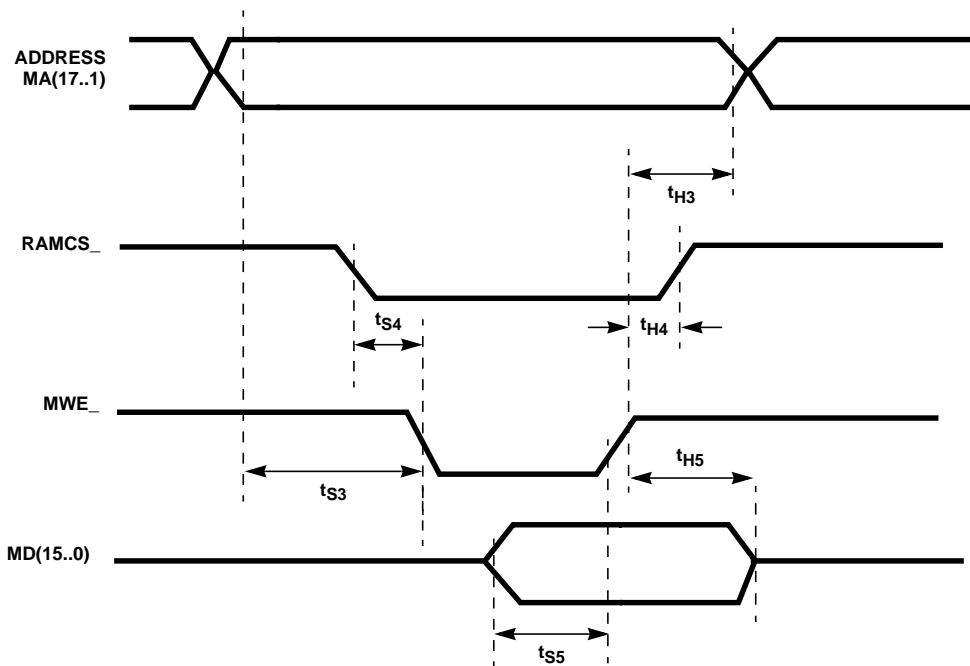 ADDRESS
MA(17..1)
tH3
RAMCS_
tS4
tH4
MWE_
tH5
tS3
MD(15..0)
tS5